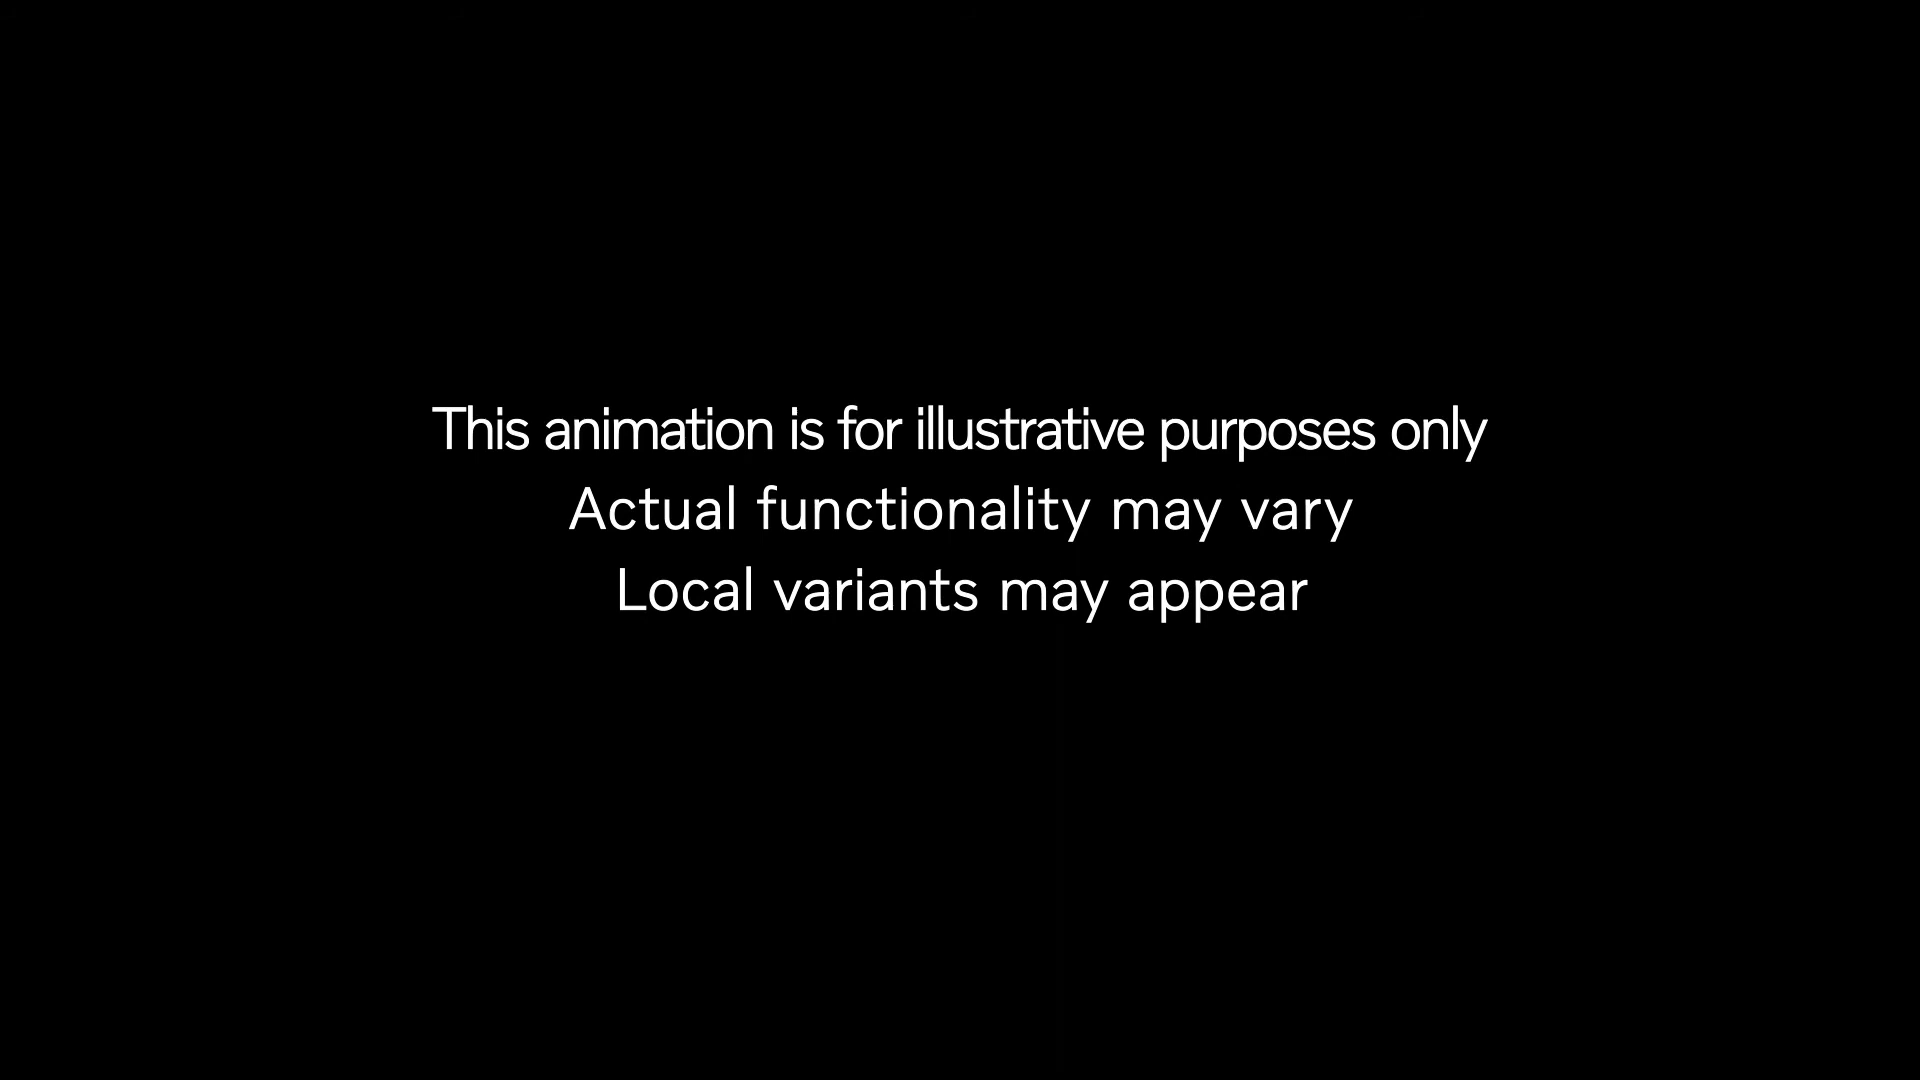 This animation is for illustrative purposes only
Actual functionality may vary
Local variants may appear